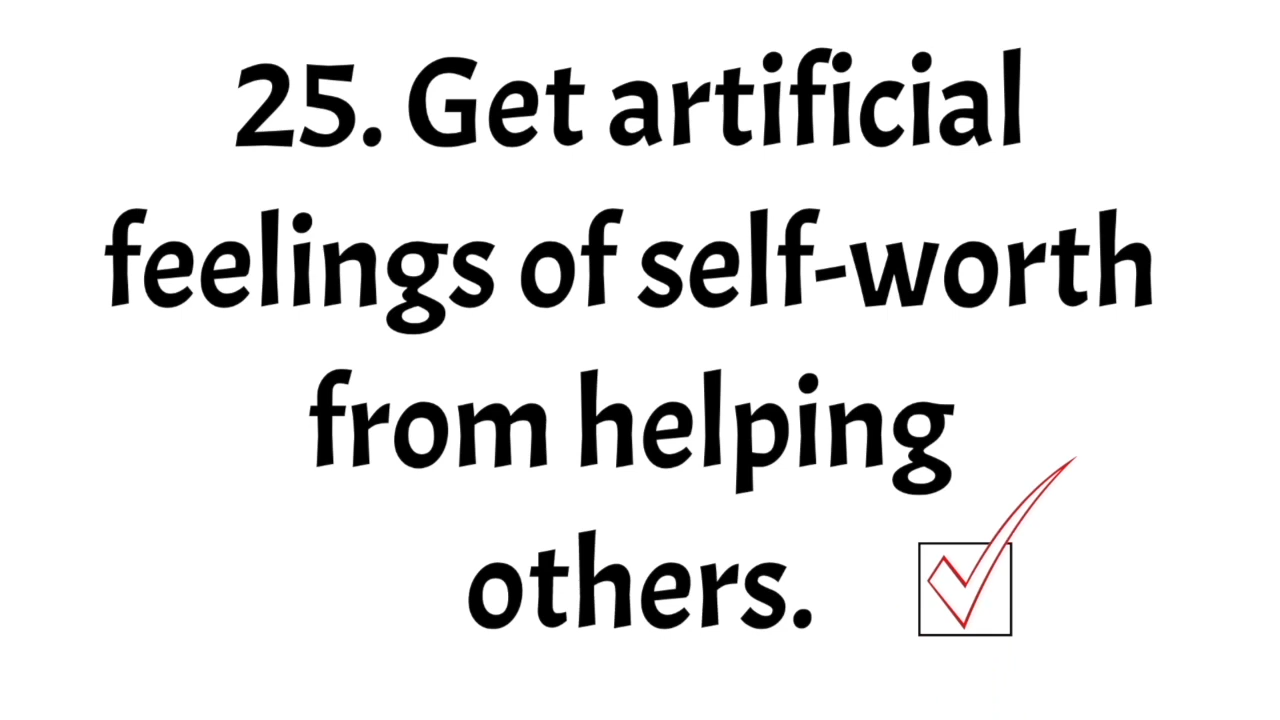 25. Get artificial
feelings of self-worth
from helping
others.